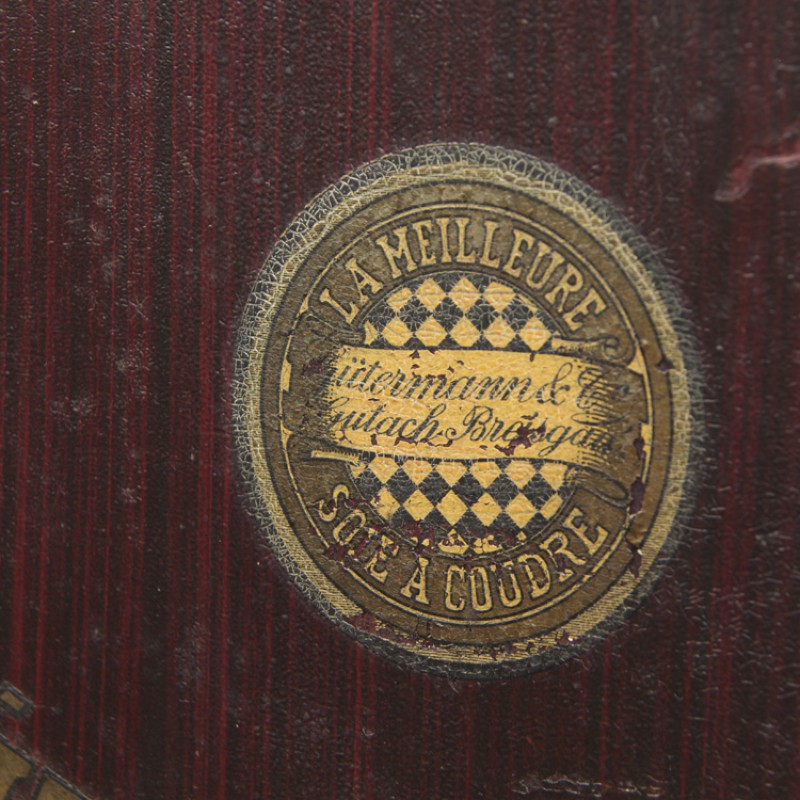 LA MEILLEURE
Gütermann & Co
Gutach, Breisgau
SOIE A COUDRE